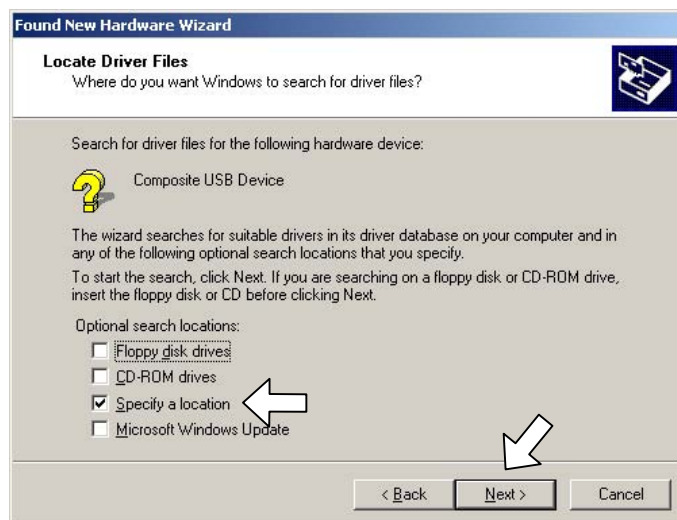 Found New Hardware Wizard
Locate Driver Files
Where do you want Windows to search for driver files?
Search for driver files for the following hardware device:
Composite USB Device
The wizard searches for suitable drivers in its driver database on your computer and in
any of the following optional search locations that you specify.
To start the search, click Next. If you are searching on a floppy disk or CD-ROM drive,
insert the floppy disk or CD before clicking Next.
Optional search locations:
Floppy disk drives
CD-ROM drives
Specify a location
Microsoft Windows Update
< Back Next > Cancel